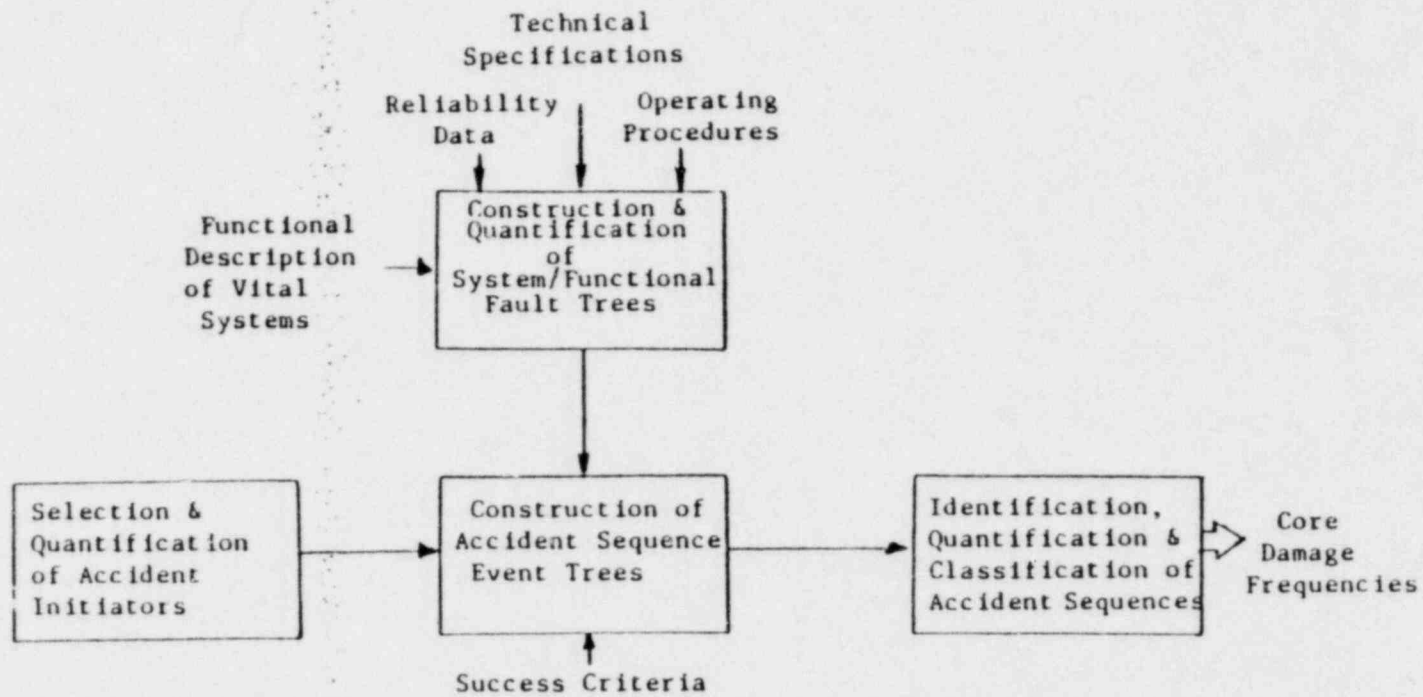 Technical
Specifications
Reliability
Data
Operating
Procedures
Functional
Description
of Vital
Systems
Construction &
Quantification
of
System/Functional
Fault Trees
Selection &
Quantification
of Accident
Initiators
Construction of
Accident Sequence
Event Trees
Identification,
Quantification &
Classification of
Accident Sequences
Core
Damage
Frequencies
Success Criteria